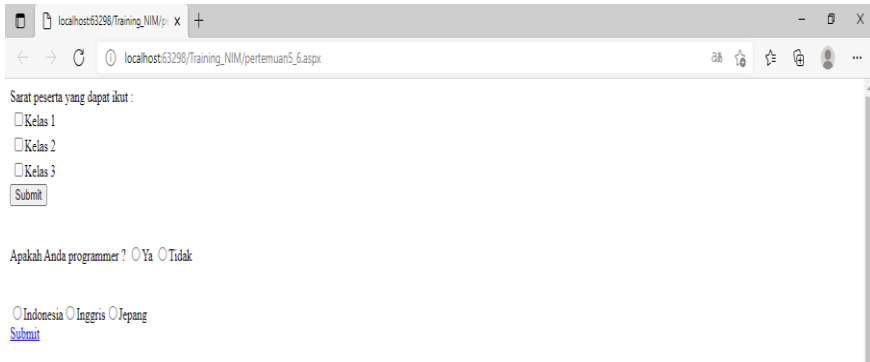 localhost:63298/Training_NIM/p
localhost:63298/Training_NIM/pertemuan5_6.aspx
Sarat peserta yang dapat ikut :
Kelas 1
Kelas 2
Kelas 3
Submit
Apakah Anda programmer ? Ya Tidak
Indonesia Inggris Jepang
Submit